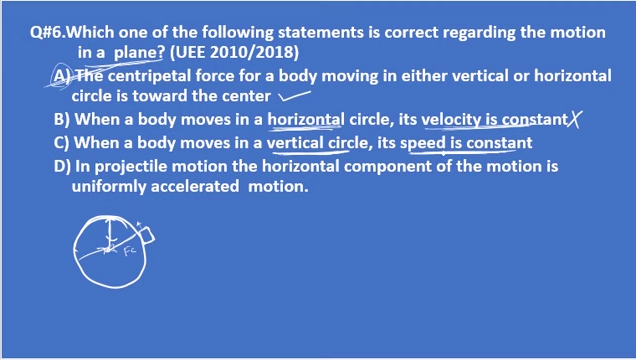 Q#6.Which one of the following statements is correct regarding the motion
in a plane? (UEE 2010/2018)
A) The centripetal force for a body moving in either vertical or horizontal
circle is toward the center
B) When a body moves in a horizontal circle, its velocity is constant
C) When a body moves in a vertical circle, its speed is constant
D) In projectile motion the horizontal component of the motion is
uniformly accelerated motion.
Fc